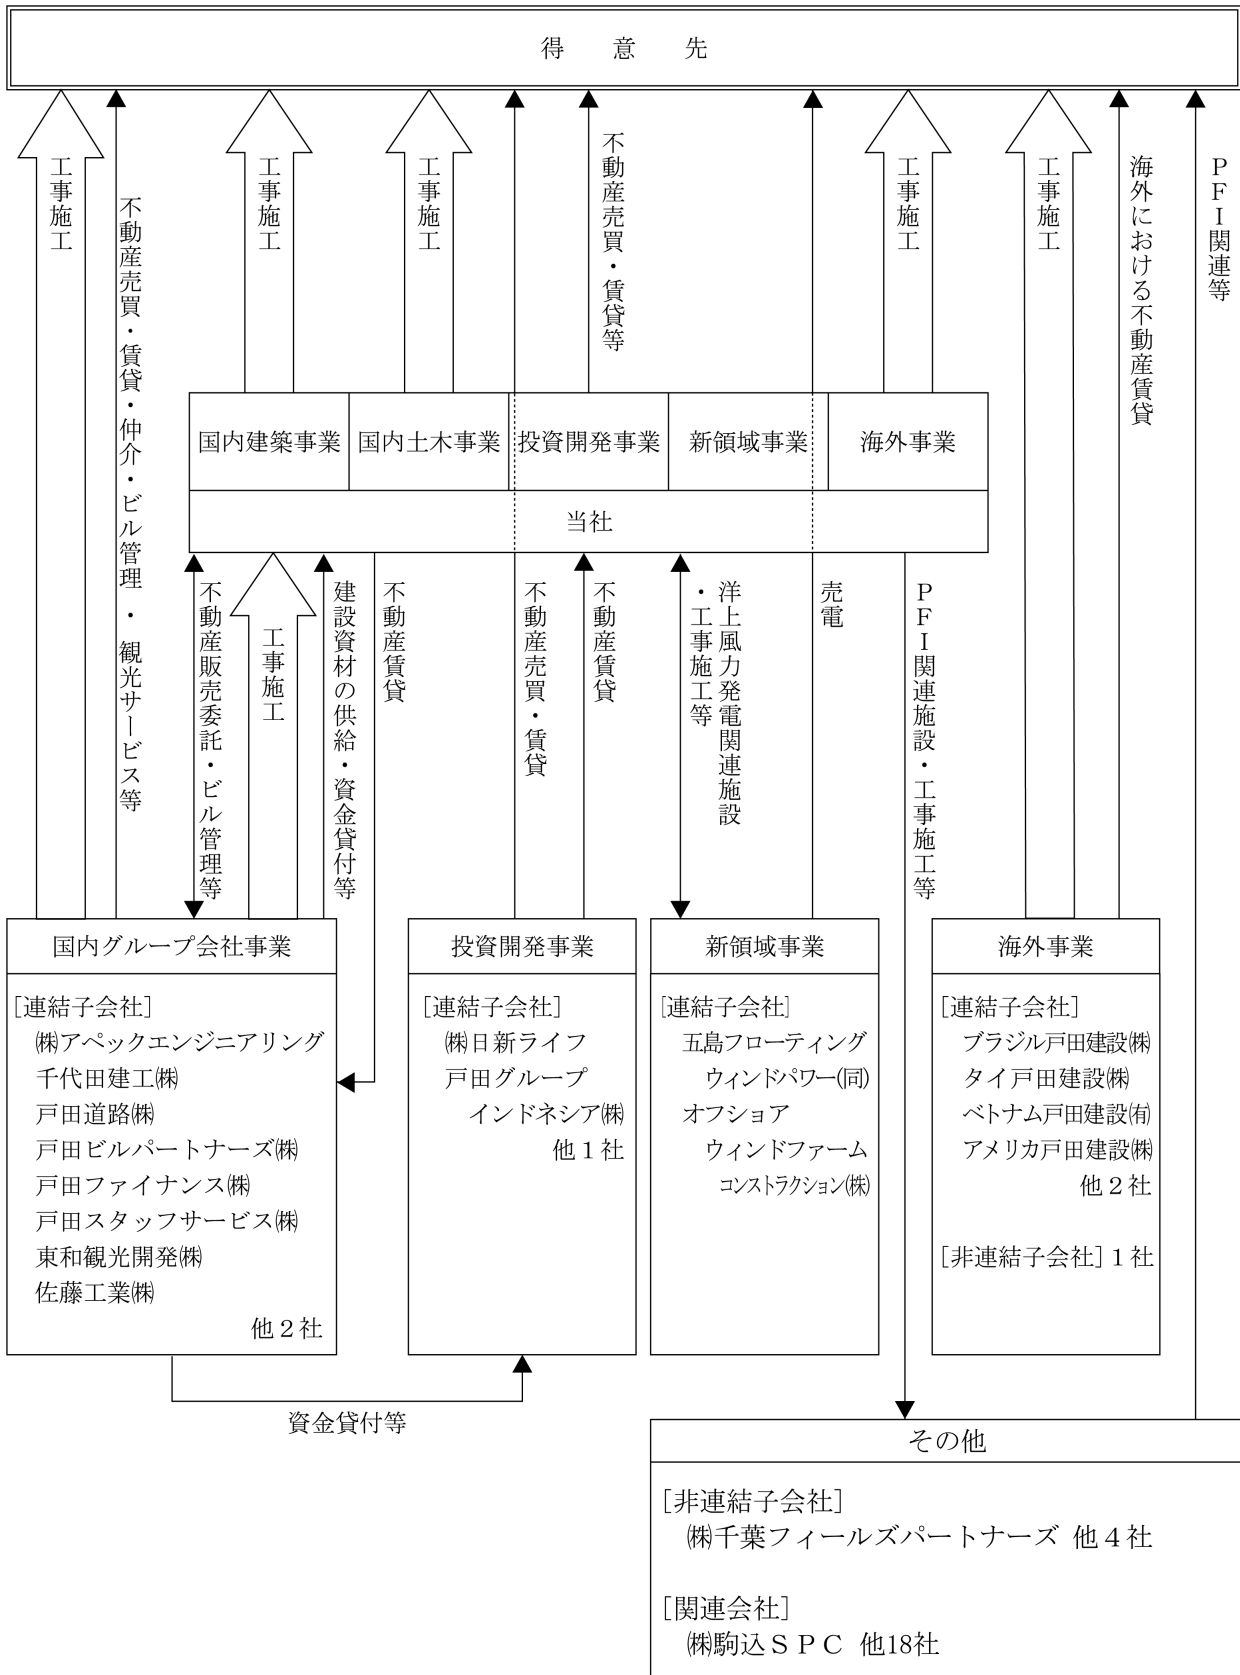 得意先
工事施工
不動産売買・賃貸・仲介・ビル管理・観光サービス等
工事施工
工事施工
不動産売買・賃貸等
工事施工
工事施工
海外における不動産賃貸
ＰＦＩ関連等
国内建築事業
国内土木事業
投資開発事業
新領域事業
海外事業
当社
不動産販売委託・ビル管理等
工事施工
建設資材の供給・資金貸付等
不動産賃貸
不動産売買・賃貸
不動産賃貸
洋上風力発電関連施設
・工事施工等
売電
ＰＦＩ関連施設・工事施工等
国内グループ会社事業
[連結子会社]
㈱アペックエンジニアリング
千代田建工㈱
戸田道路㈱
戸田ビルパートナーズ㈱
戸田ファイナンス㈱
戸田スタッフサービス㈱
東和観光開発㈱
佐藤工業㈱
他２社
投資開発事業
[連結子会社]
㈱日新ライフ
戸田グループ
インドネシア㈱
他１社
新領域事業
[連結子会社]
五島フローティング
ウィンドパワー(同)
オフショア
ウィンドファーム
コンストラクション㈱
海外事業
[連結子会社]
ブラジル戸田建設㈱
タイ戸田建設㈱
ベトナム戸田建設㈲
アメリカ戸田建設㈱
他２社
[非連結子会社]１社
資金貸付等
その他
[非連結子会社]
㈱千葉フィールズパートナーズ 他４社
[関連会社]
㈱駒込ＳＰＣ 他18社